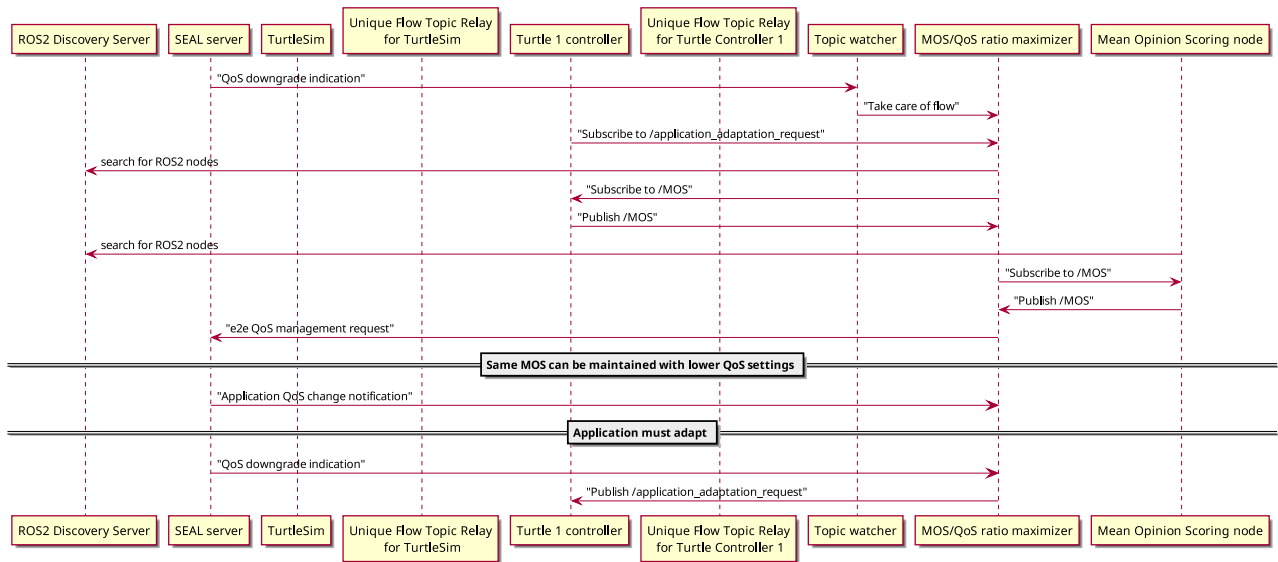 ROS2 Discovery Server
SEAL server
TurtleSim
Unique Flow Topic Relay
for TurtleSim
Turtle 1 controller
Unique Flow Topic Relay
for Turtle Controller 1
Topic watcher
MOS/QoS ratio maximizer
Mean Opinion Scoring node
"QoS downgrade indication"
"Take care of flow"
"Subscribe to /application_adaptation_request"
search for ROS2 nodes
"Subscribe to /MOS"
"Publish /MOS"
search for ROS2 nodes
"Subscribe to /MOS"
"Publish /MOS"
"e2e QoS management request"
Same MOS can be maintained with lower QoS settings
"Application QoS change notification"
Application must adapt
"QoS downgrade indication"
"Publish /application_adaptation_request"
ROS2 Discovery Server
SEAL server
TurtleSim
Unique Flow Topic Relay
for TurtleSim
Turtle 1 controller
Unique Flow Topic Relay
for Turtle Controller 1
Topic watcher
MOS/QoS ratio maximizer
Mean Opinion Scoring node